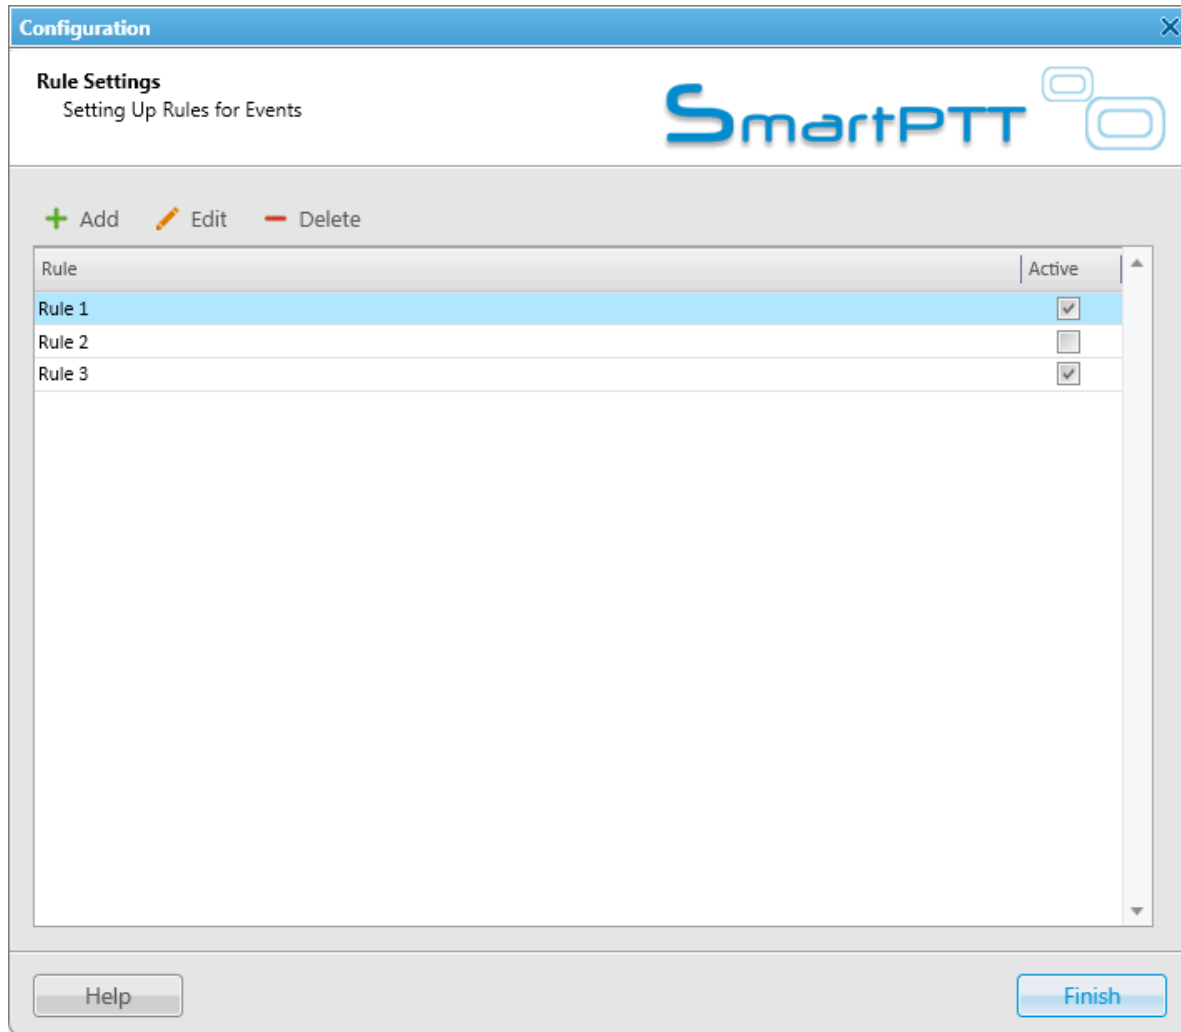 Configuration
Rule Settings
Setting Up Rules for Events
SmartPTT
Add Edit Delete
Rule Active
Rule 1
Rule 2
Rule 3
Help Finish